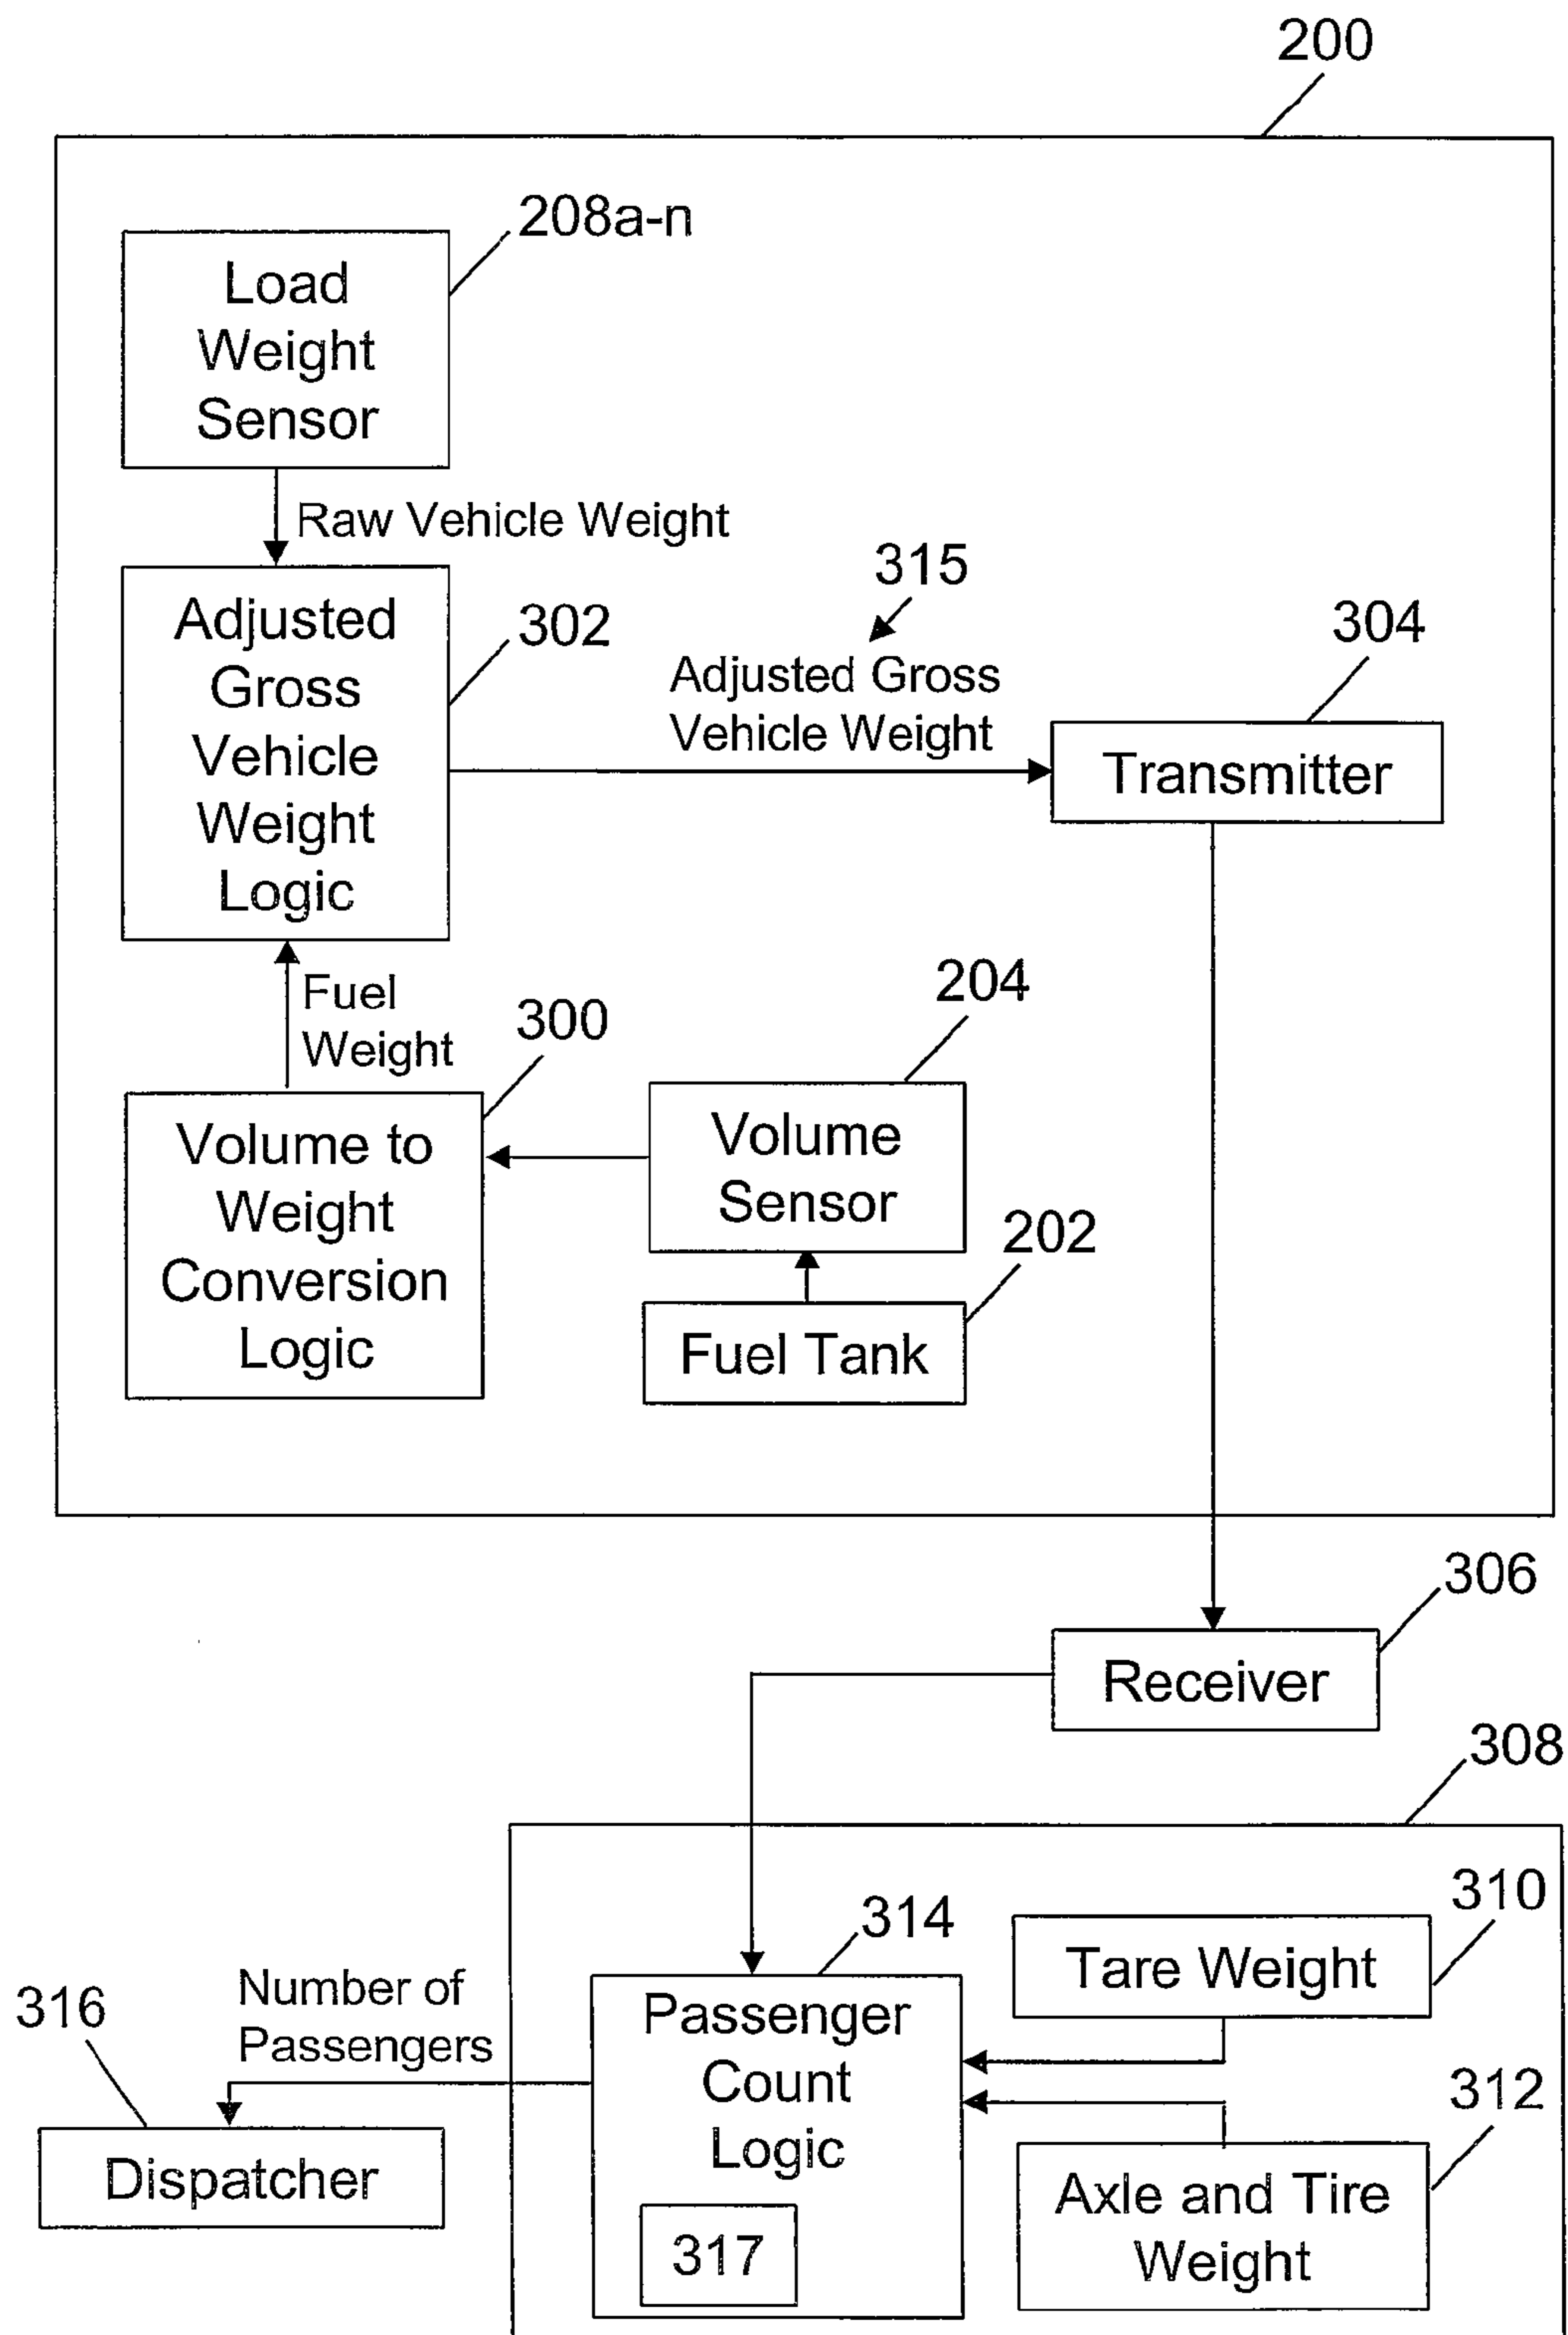 200
208a-n
Load
Weight
Sensor
Raw Vehicle Weight
315
304
Adjusted
Gross
Vehicle
Weight
Logic
302
Adjusted Gross
Vehicle Weight
Transmitter
Fuel
Weight
300
204
Volume to
Weight
Conversion
Logic
Volume
Sensor
202
Fuel Tank
306
Receiver
308
310
314
Tare Weight
Number of
Passengers
316
Passenger
Count
Logic
312
Dispatcher
Axle and Tire
Weight
317